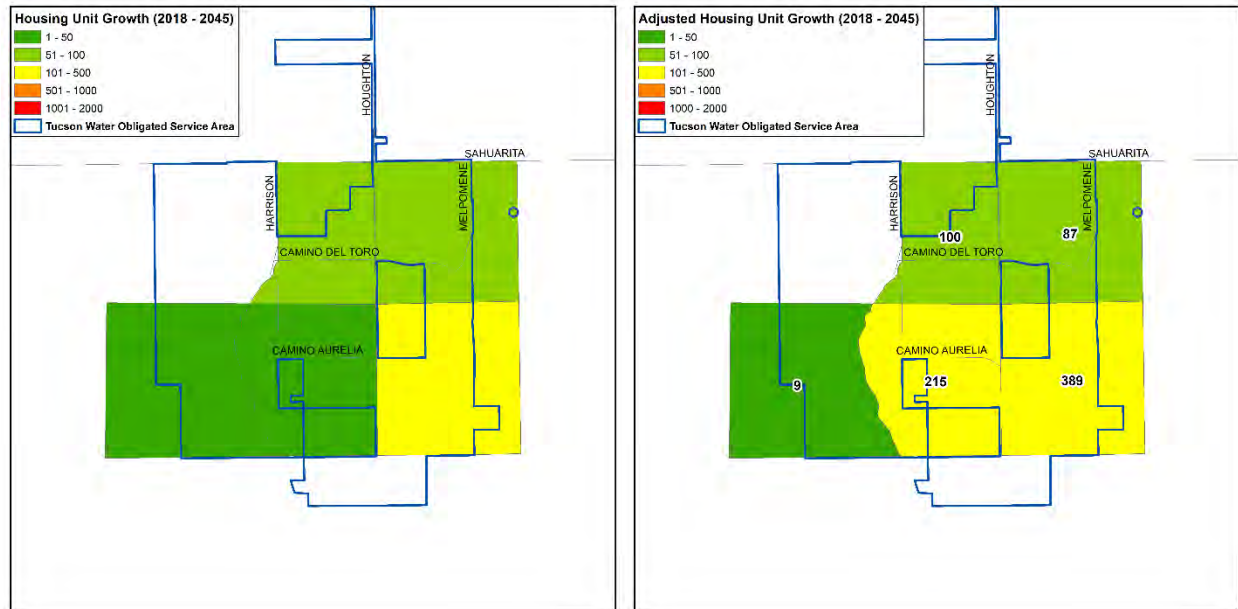 Housing Unit Growth (2018 - 2045)
1 - 50
51 - 100
101 - 500
501 - 1000
1001 - 2000
Tucson Water Obligated Service Area
HOUGHTON
SAHUARITA
HARRISON
MELPOMENE
CAMINO DEL TORO
CAMINO AURELIA
Adjusted Housing Unit Growth (2018 - 2045)
1 - 50
51 - 100
101 - 500
501 - 1000
1000 - 2000
Tucson Water Obligated Service Area
HOUGHTON
SAHUARITA
HARRISON
MELPOMENE
100
87
CAMINO DEL TORO
CAMINO AURELIA
9
215
389